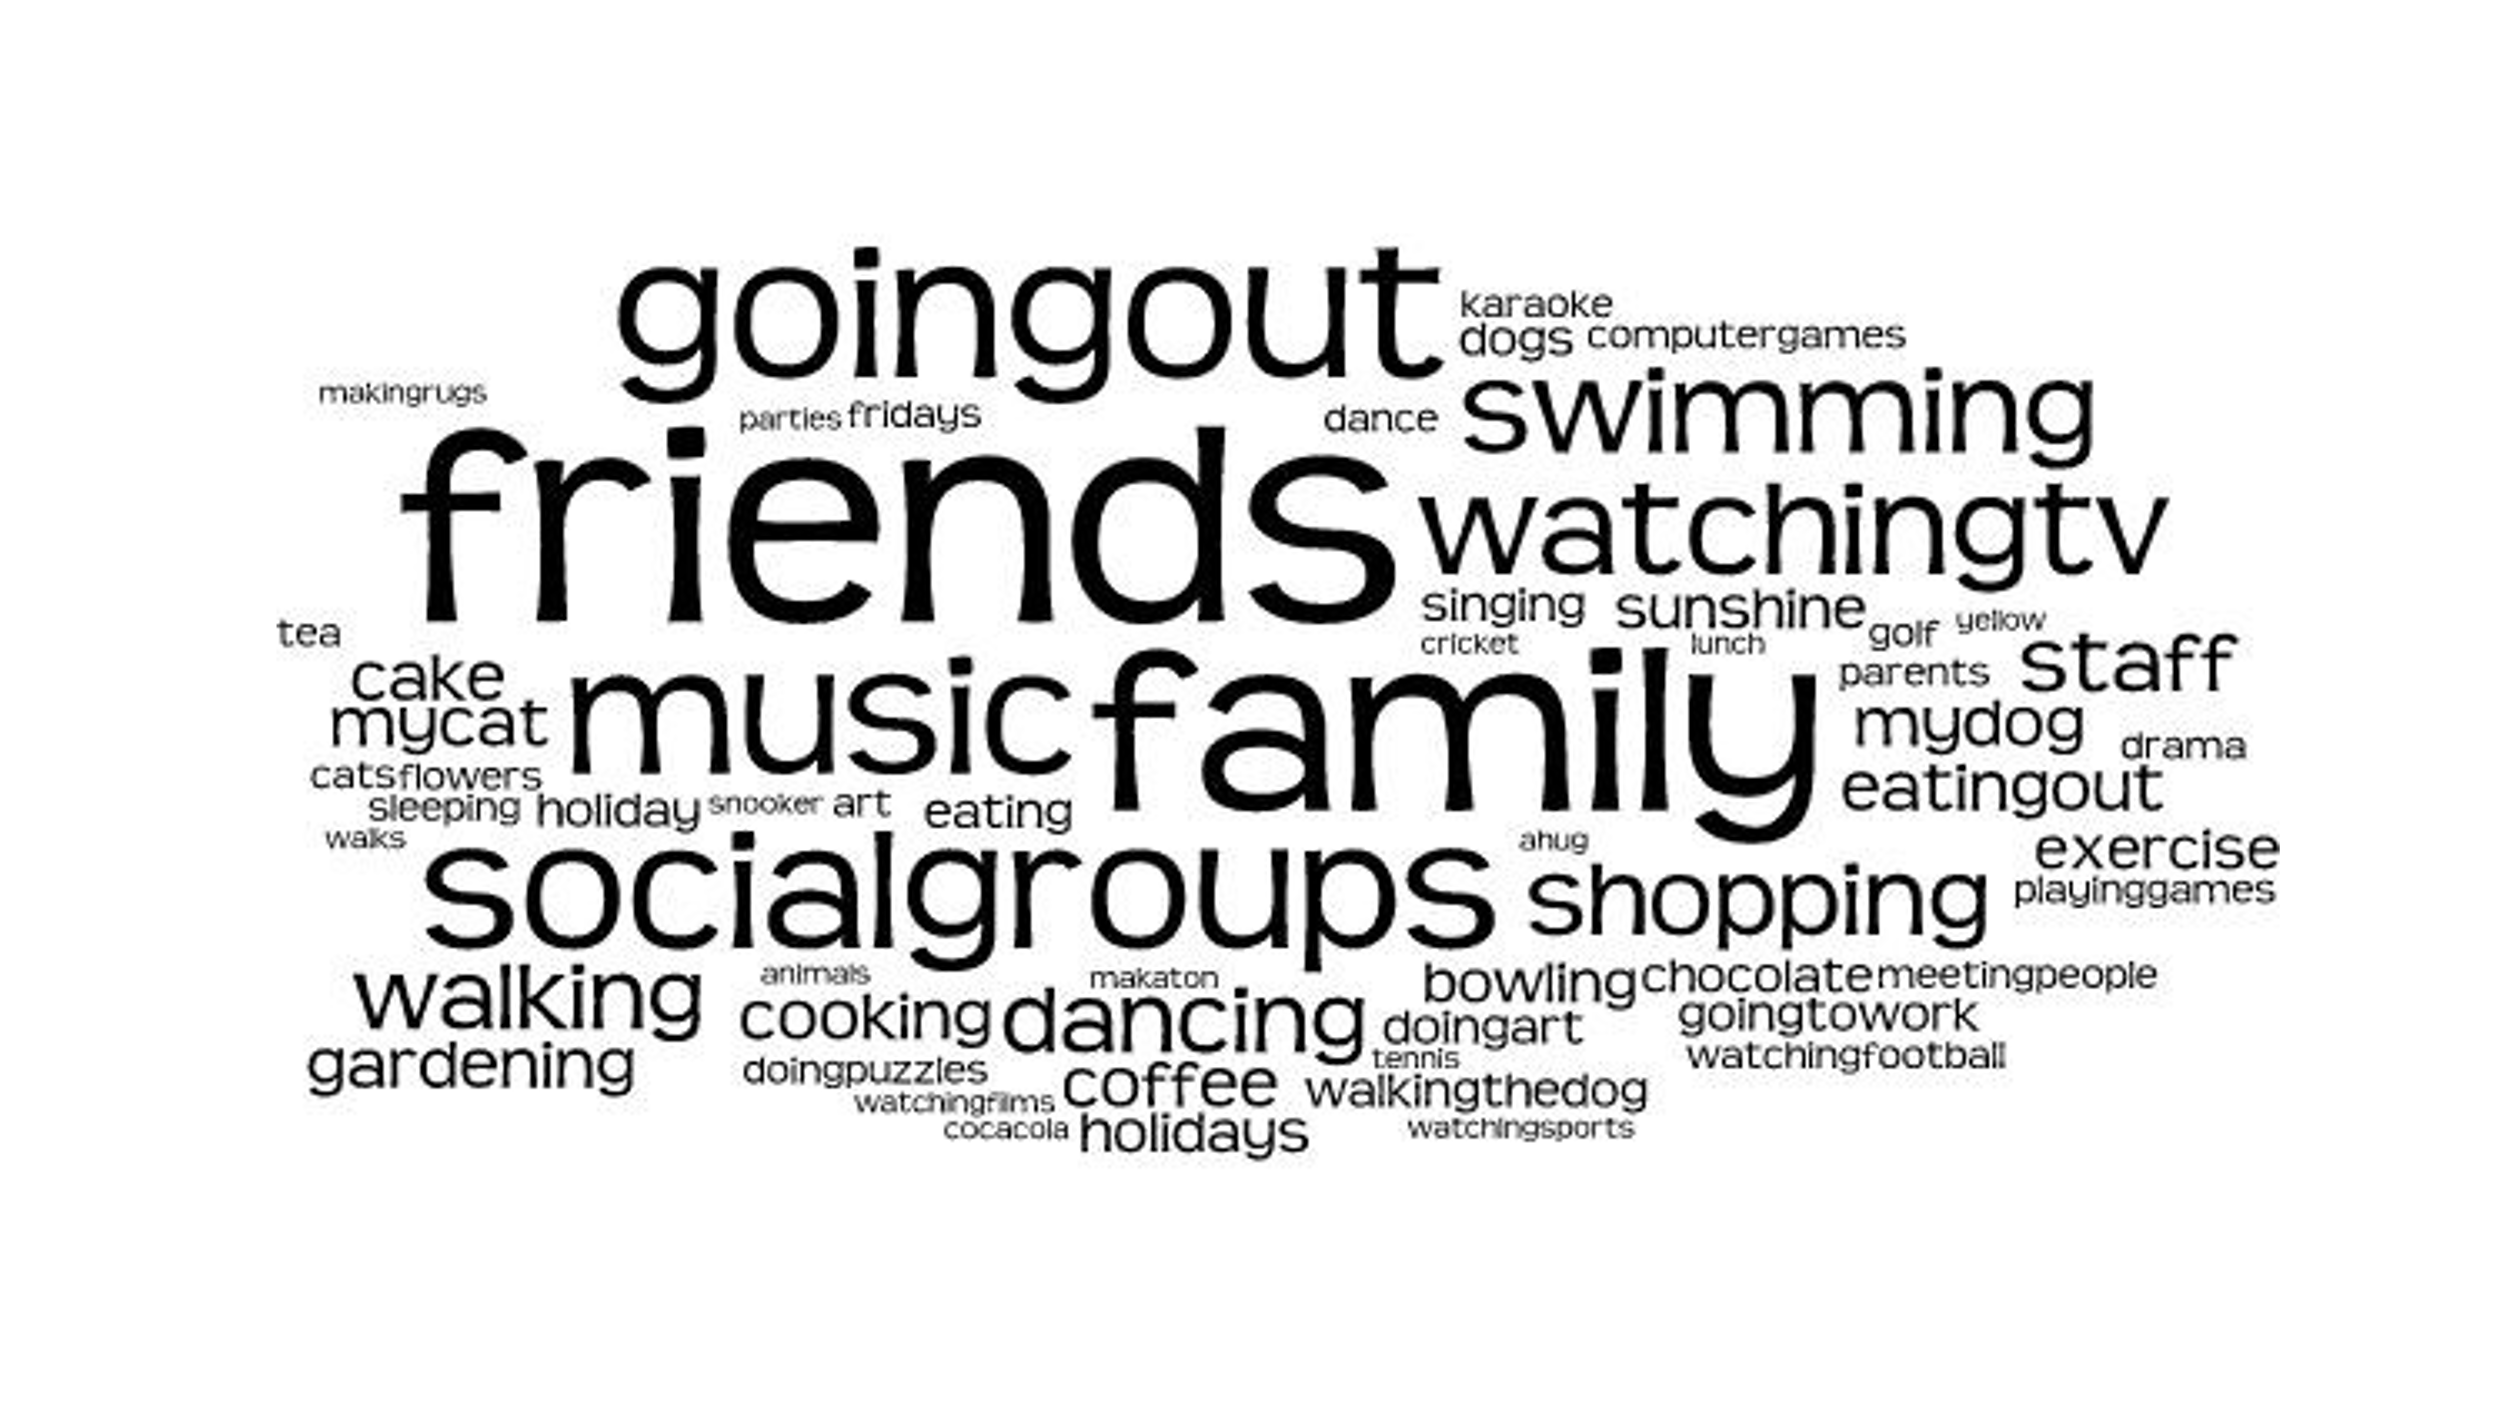 goingout
karaoke
dogs computergames
makingrugs
parties fridays dance swimming
friends watchingtv
singing sunshine golf yellow
tea cricket lunch
cake music family parents staff
mycat mydog drama
cats flowers eatingout
sleeping holiday snooker art eating
walks ahug exercise
socialgroups shopping playinggames
walking animals makaton bowling chocolate meetingpeople
cooking dancing doingart goingtowork
gardening doingpuzzles tennis watchingfootball
watchingfilms coffee walkingthedog
cocacola holidays watchingsports